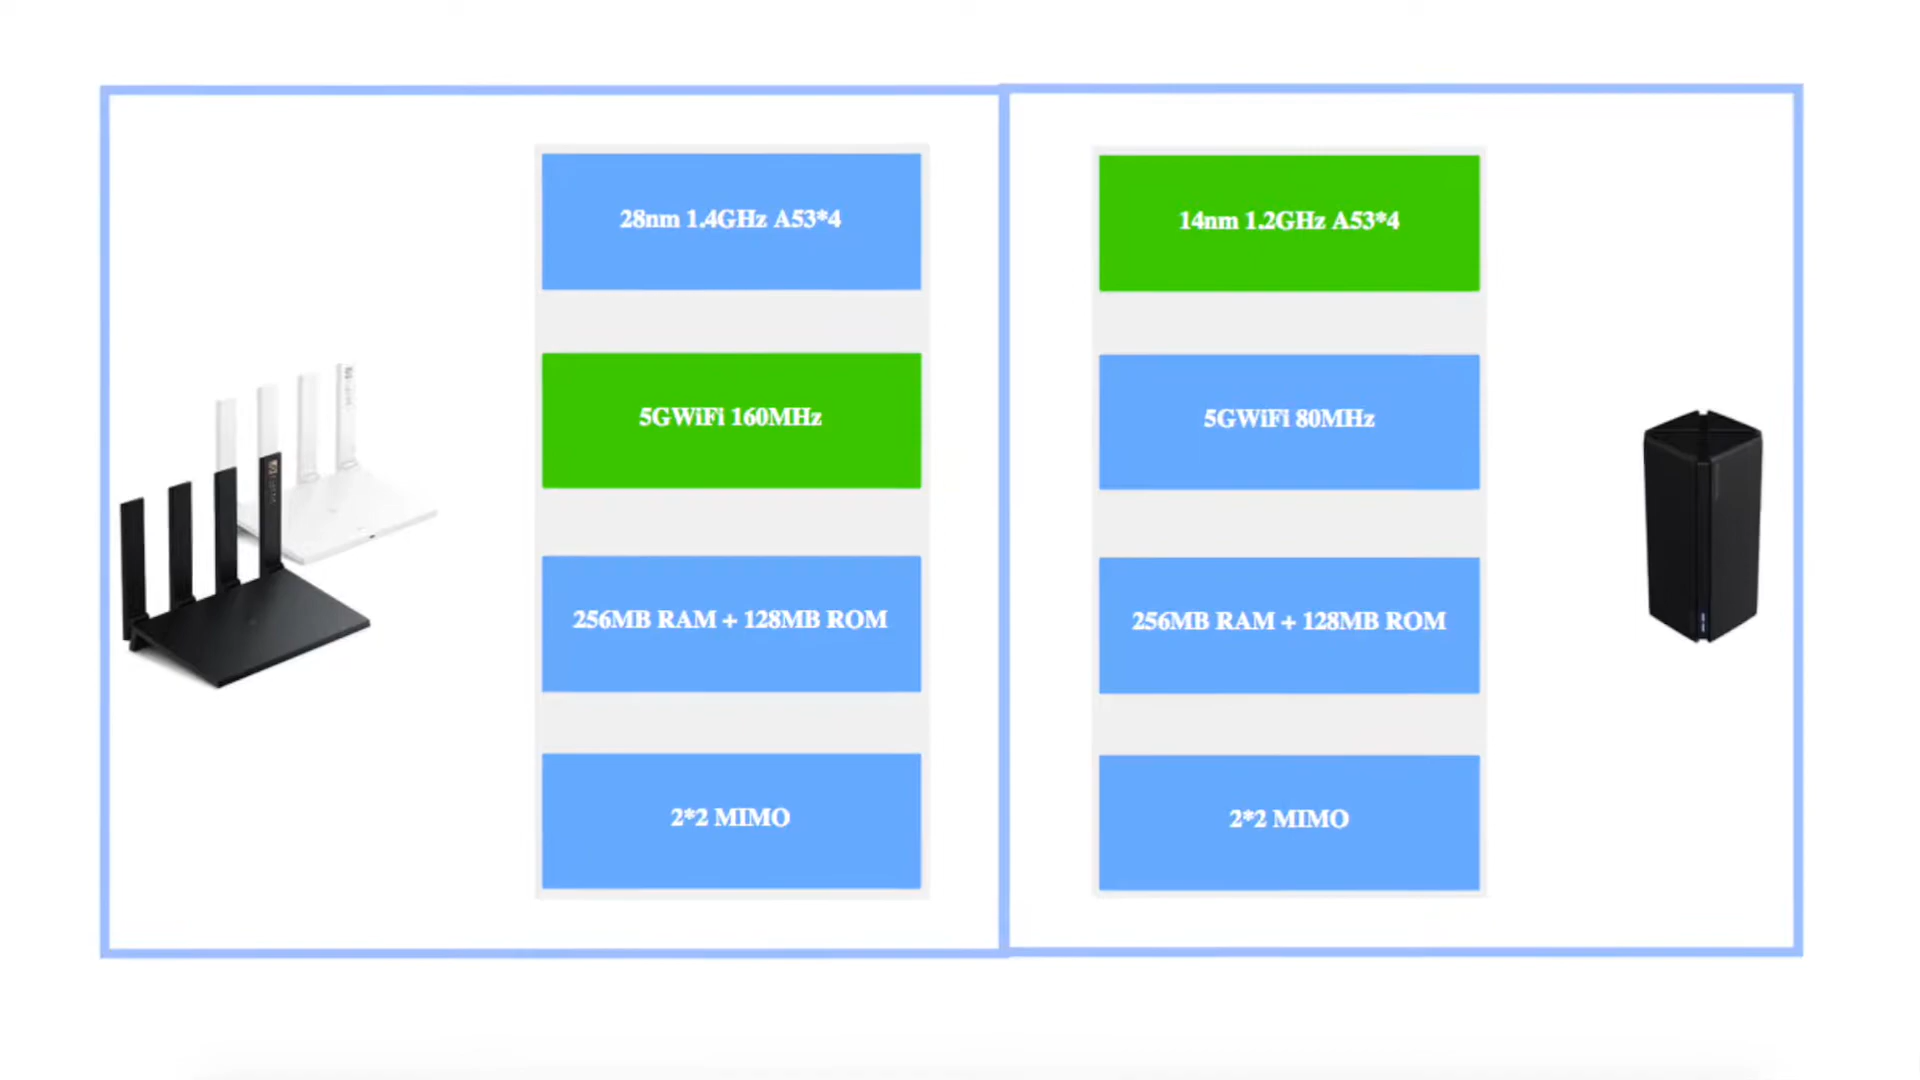 28nm 1.4GHz A53*4
5GWiFi 160MHz
256MB RAM + 128MB ROM
2*2 MIMO
14nm 1.2GHz A53*4
5GWiFi 80MHz
256MB RAM + 128MB ROM
2*2 MIMO